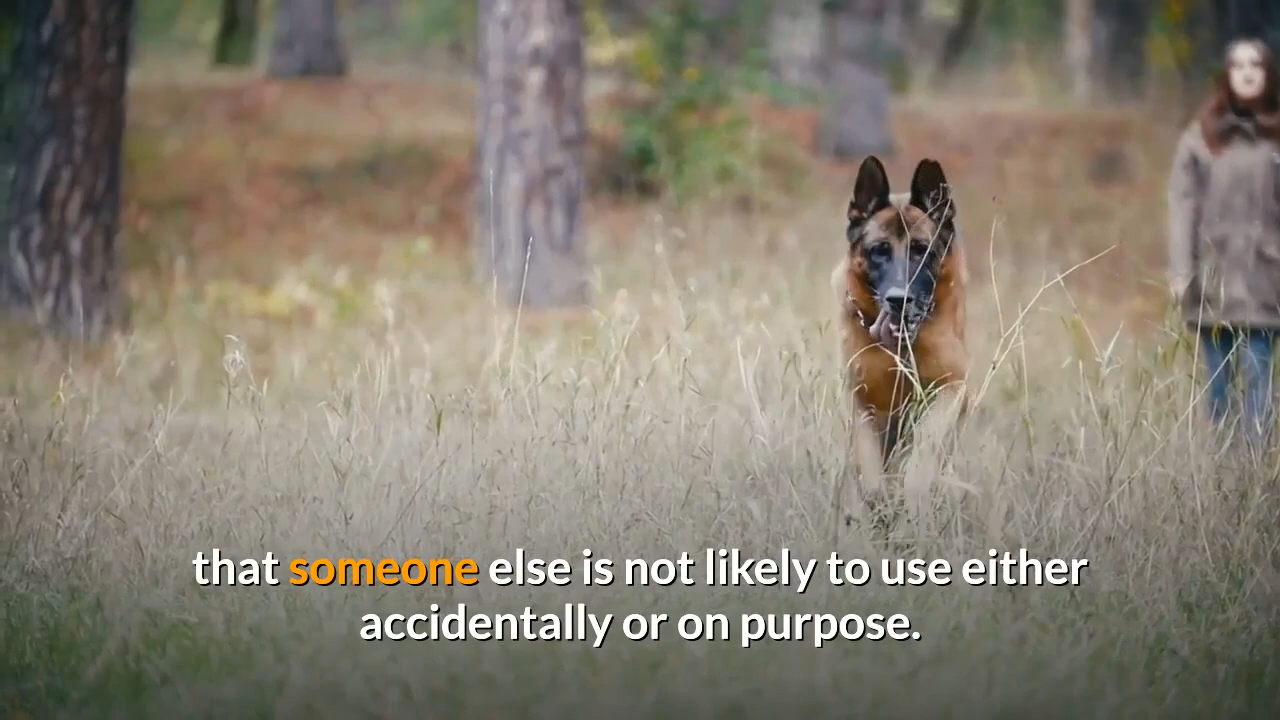 that someone else is not likely to use either
accidentally or on purpose.